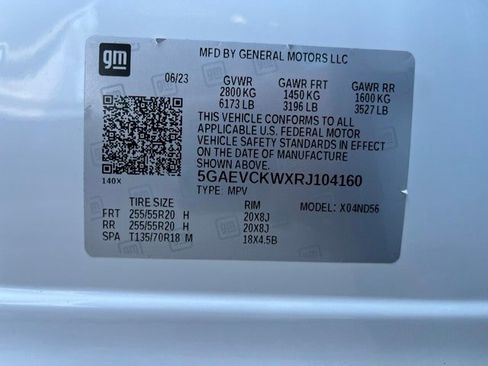 gm
MFD BY GENERAL MOTORS LLC
06/23 GVWR GAWR FRT GAWR RR
2800 KG 1450 KG 1600 KG
6173 LB 3196 LB 3527 LB
THIS VEHICLE CONFORMS TO ALL
APPLICABLE U.S. FEDERAL MOTOR
VEHICLE SAFETY STANDARDS IN
EFFECT ON THE DATE OF MANUFACTURE
SHOWN ABOVE.
140X
5GAEVCKWXRJ104160
TYPE: MPV
TIRE SIZE RIM MODEL: X04ND56
FRT 255/55R20 H 20X8J
RR 255/55R20 H 20X8J
SPA T135/70R18 M 18X4.5B